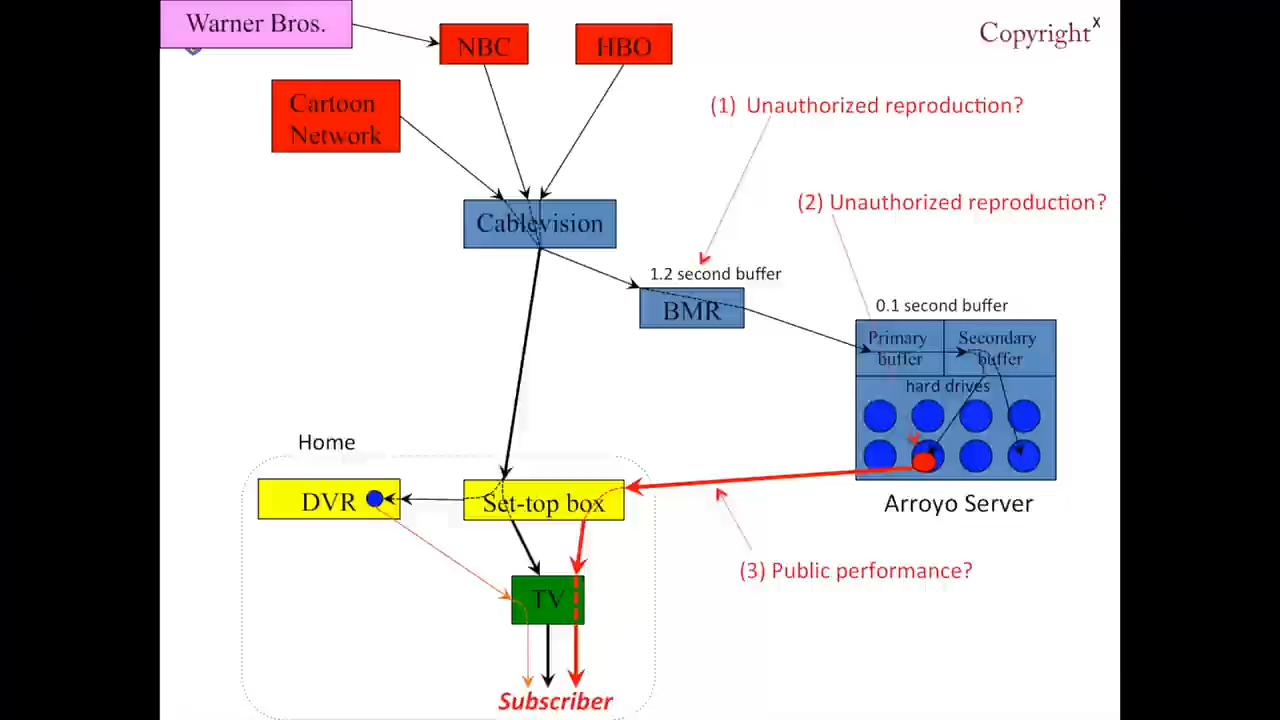 Warner Bros.
NBC
HBO
Copyrightˣ
Cartoon
Network
(1) Unauthorized reproduction?
(2) Unauthorized reproduction?
Cablevision
1.2 second buffer
BMR
0.1 second buffer
Primary
buffer
Secondary
buffer
hard drives
Home
DVR
Set-top box
Arroyo Server
(3) Public performance?
TV
Subscriber